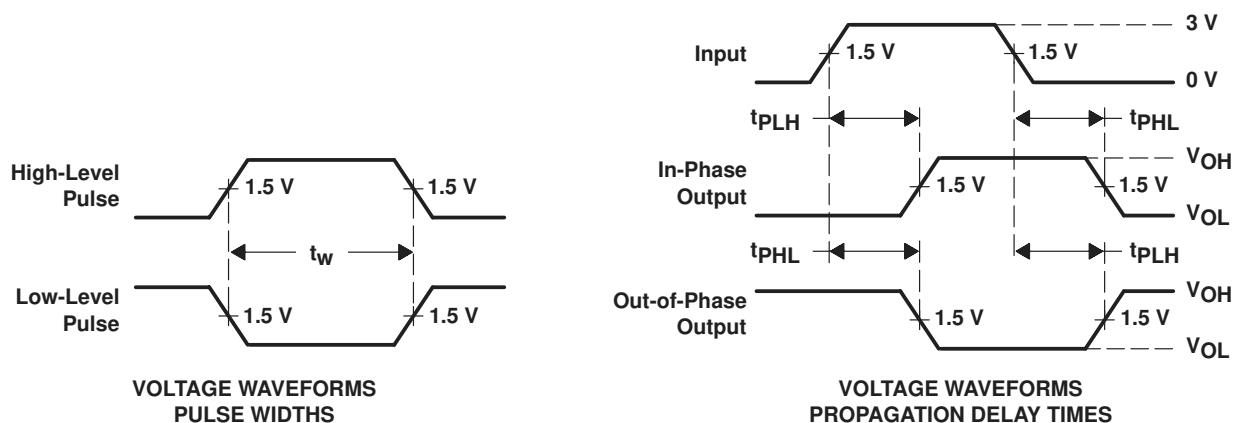 High-Level
Pulse
1.5 V
1.5 V
tw
Low-Level
Pulse
1.5 V
1.5 V
VOLTAGE WAVEFORMS
PULSE WIDTHS
Input
1.5 V
1.5 V
3 V
0 V
tPLH
tPHL
In-Phase
Output
1.5 V
1.5 V
VOH
VOL
tPHL
tPLH
Out-of-Phase
Output
1.5 V
1.5 V
VOH
VOL
VOLTAGE WAVEFORMS
PROPAGATION DELAY TIMES